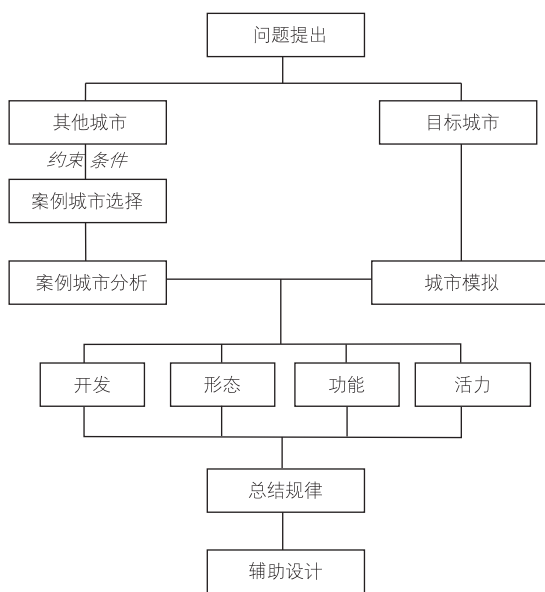 问题提出
其他城市
目标城市
约束条件
案例城市选择
案例城市分析
城市模拟
开发
形态
功能
活力
总结规律
辅助设计